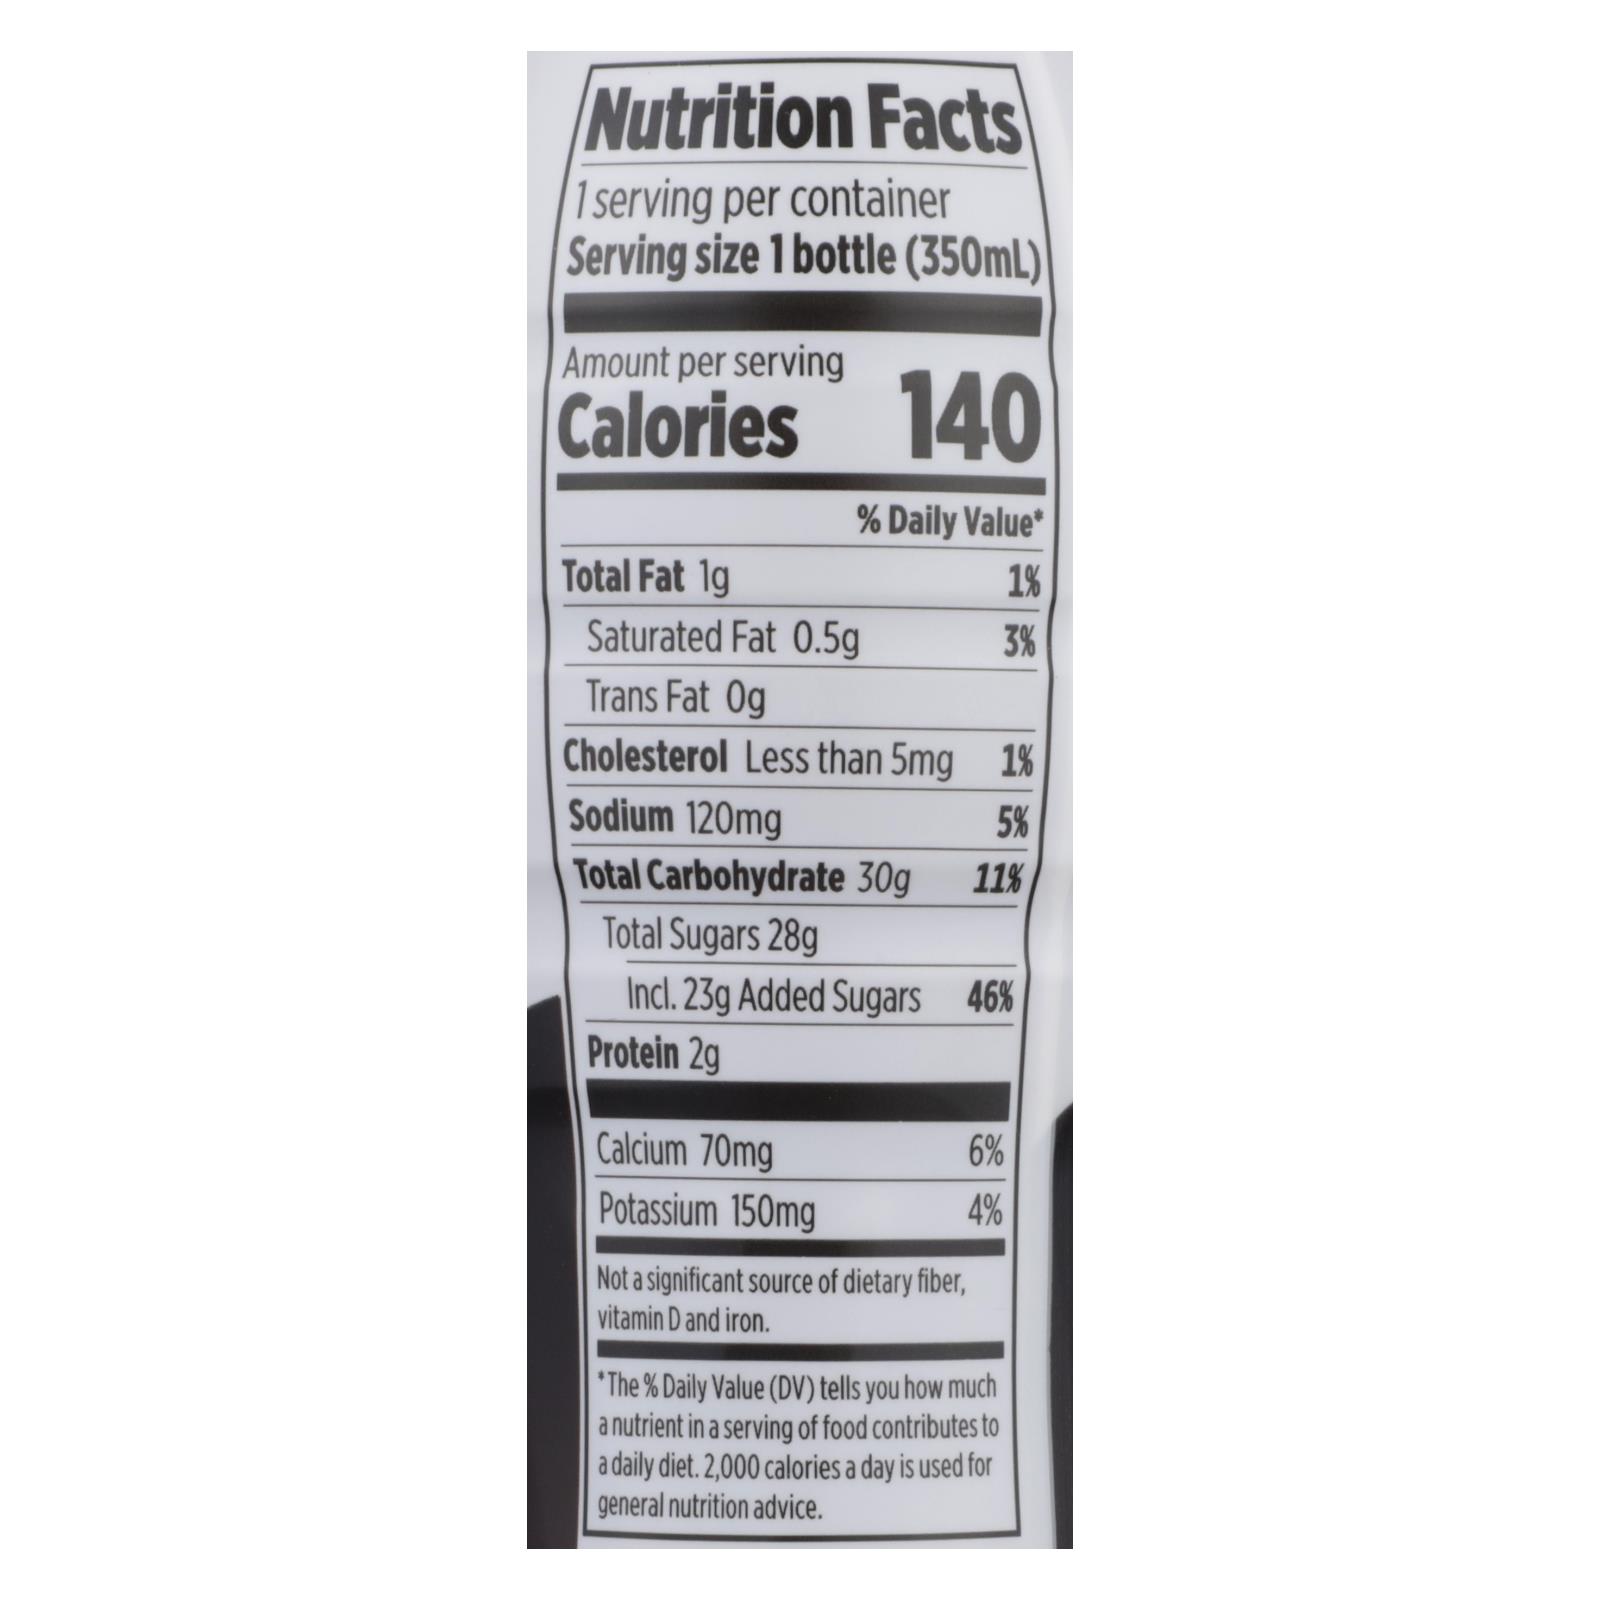 Nutrition Facts
1 serving per container
Serving size 1 bottle (350mL)
Amount per serving
Calories 140
% Daily Value*
Total Fat 1g 1%
Saturated Fat 0.5g 3%
Trans Fat 0g
Cholesterol Less than 5mg 1%
Sodium 120mg 5%
Total Carbohydrate 30g 11%
Total Sugars 28g
Incl. 23g Added Sugars 46%
Protein 2g
Calcium 70mg 6%
Potassium 150mg 4%
Not a significant source of dietary fiber,
vitamin D and iron.
*The % Daily Value (DV) tells you how much
a nutrient in a serving of food contributes to
a daily diet. 2,000 calories a day is used for
general nutrition advice.